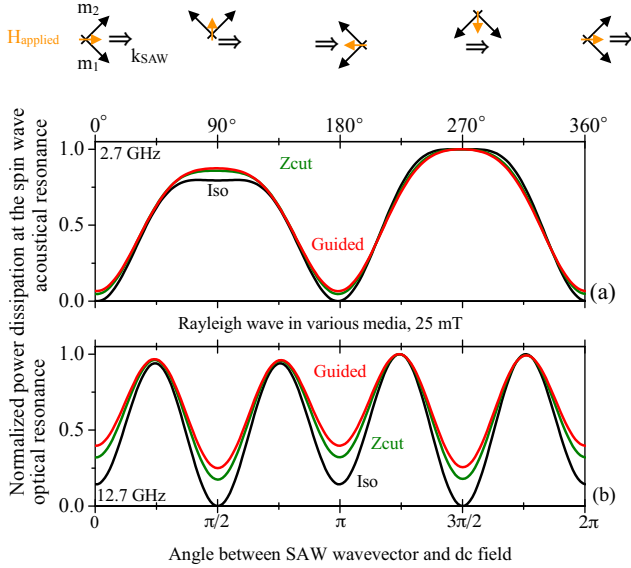 m₂
H_applied
m₁
k_SAW
0° 90° 180° 270° 360°
1.0 2.7 GHz
Zcut
Iso
0.5
Guided
0.0
(a)
Normalized power dissipation at the spin wave
acoustical resonance
optical resonance
Rayleigh wave in various media, 25 mT
1.0
Guided
0.5
Zcut
Iso
0.0 12.7 GHz
(b)
0 π/2 π 3π/2 2π
Angle between SAW wavevector and dc field